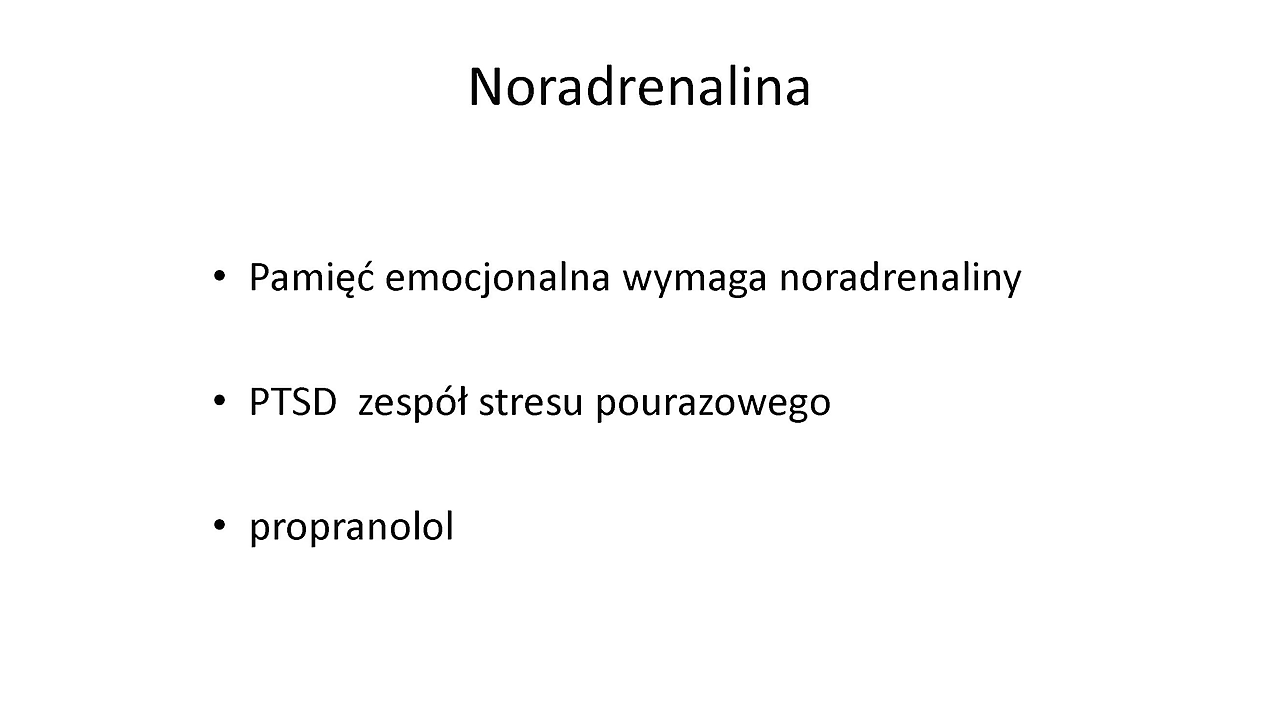 Noradrenalina
• Pamięć emocjonalna wymaga noradrenaliny
• PTSD  zespół stresu pourazowego
• propranolol